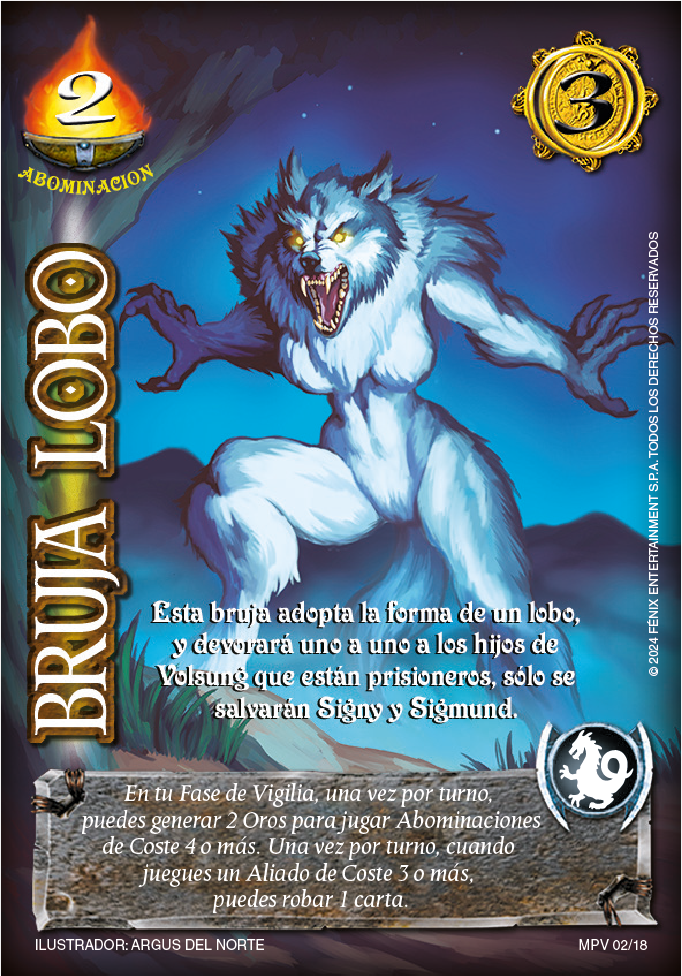 2
ABOMINACION
3
BRUJA LOBO
Esta bruja adopta la forma de un lobo,
y devorará uno a uno a los hijos de
Volsung que están prisioneros, sólo se
salvarán Signy y Sigmund.
En tu Fase de Vigilia, una vez por turno,
puedes generar 2 Oros para jugar Abominaciones
de Coste 4 o más. Una vez por turno, cuando
juegues un Aliado de Coste 3 o más,
puedes robar 1 carta.
© 2024 FÉNIX ENTERTAINMENT S.P.A. TODOS LOS DERECHOS RESERVADOS
ILUSTRADOR: ARGUS DEL NORTE
MPV 02/18